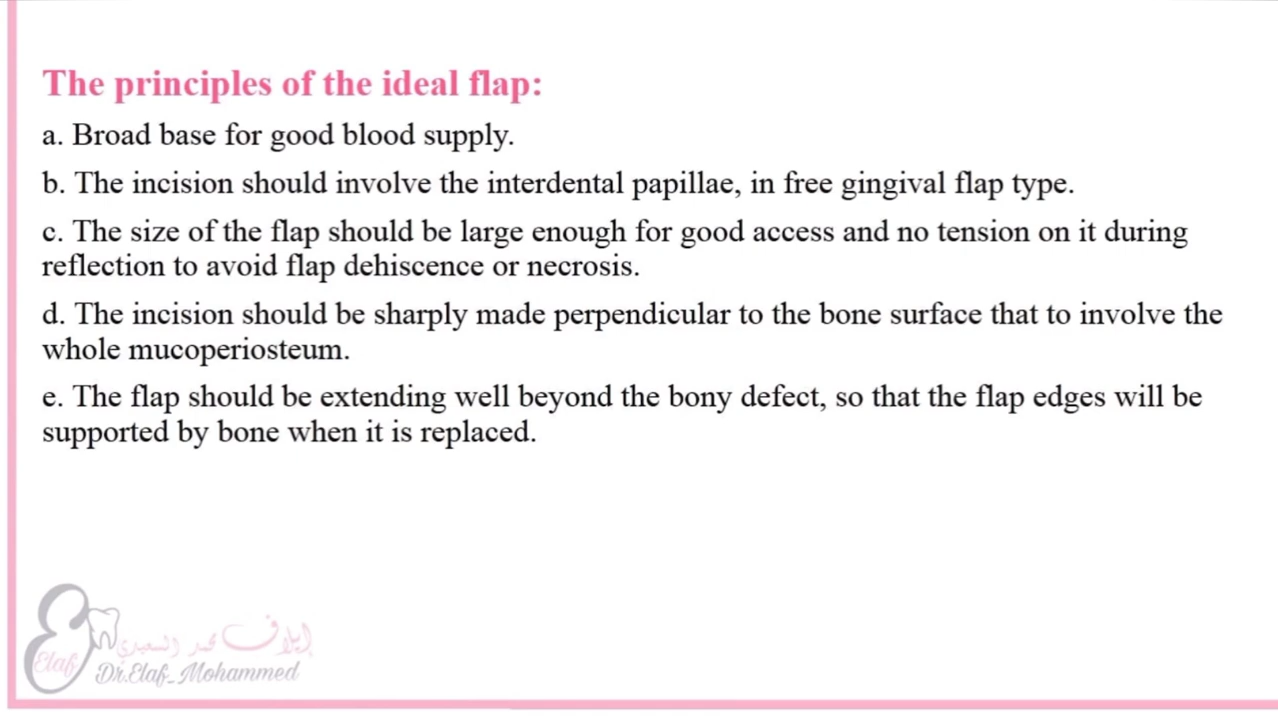 The principles of the ideal flap:
a. Broad base for good blood supply.
b. The incision should involve the interdental papillae, in free gingival flap type.
c. The size of the flap should be large enough for good access and no tension on it during
reflection to avoid flap dehiscence or necrosis.
d. The incision should be sharply made perpendicular to the bone surface that to involve the
whole mucoperiosteum.
e. The flap should be extending well beyond the bony defect, so that the flap edges will be
supported by bone when it is replaced.
إيلاف محمد السعيدي
Elaf
Dr.Elaf_Mohammed